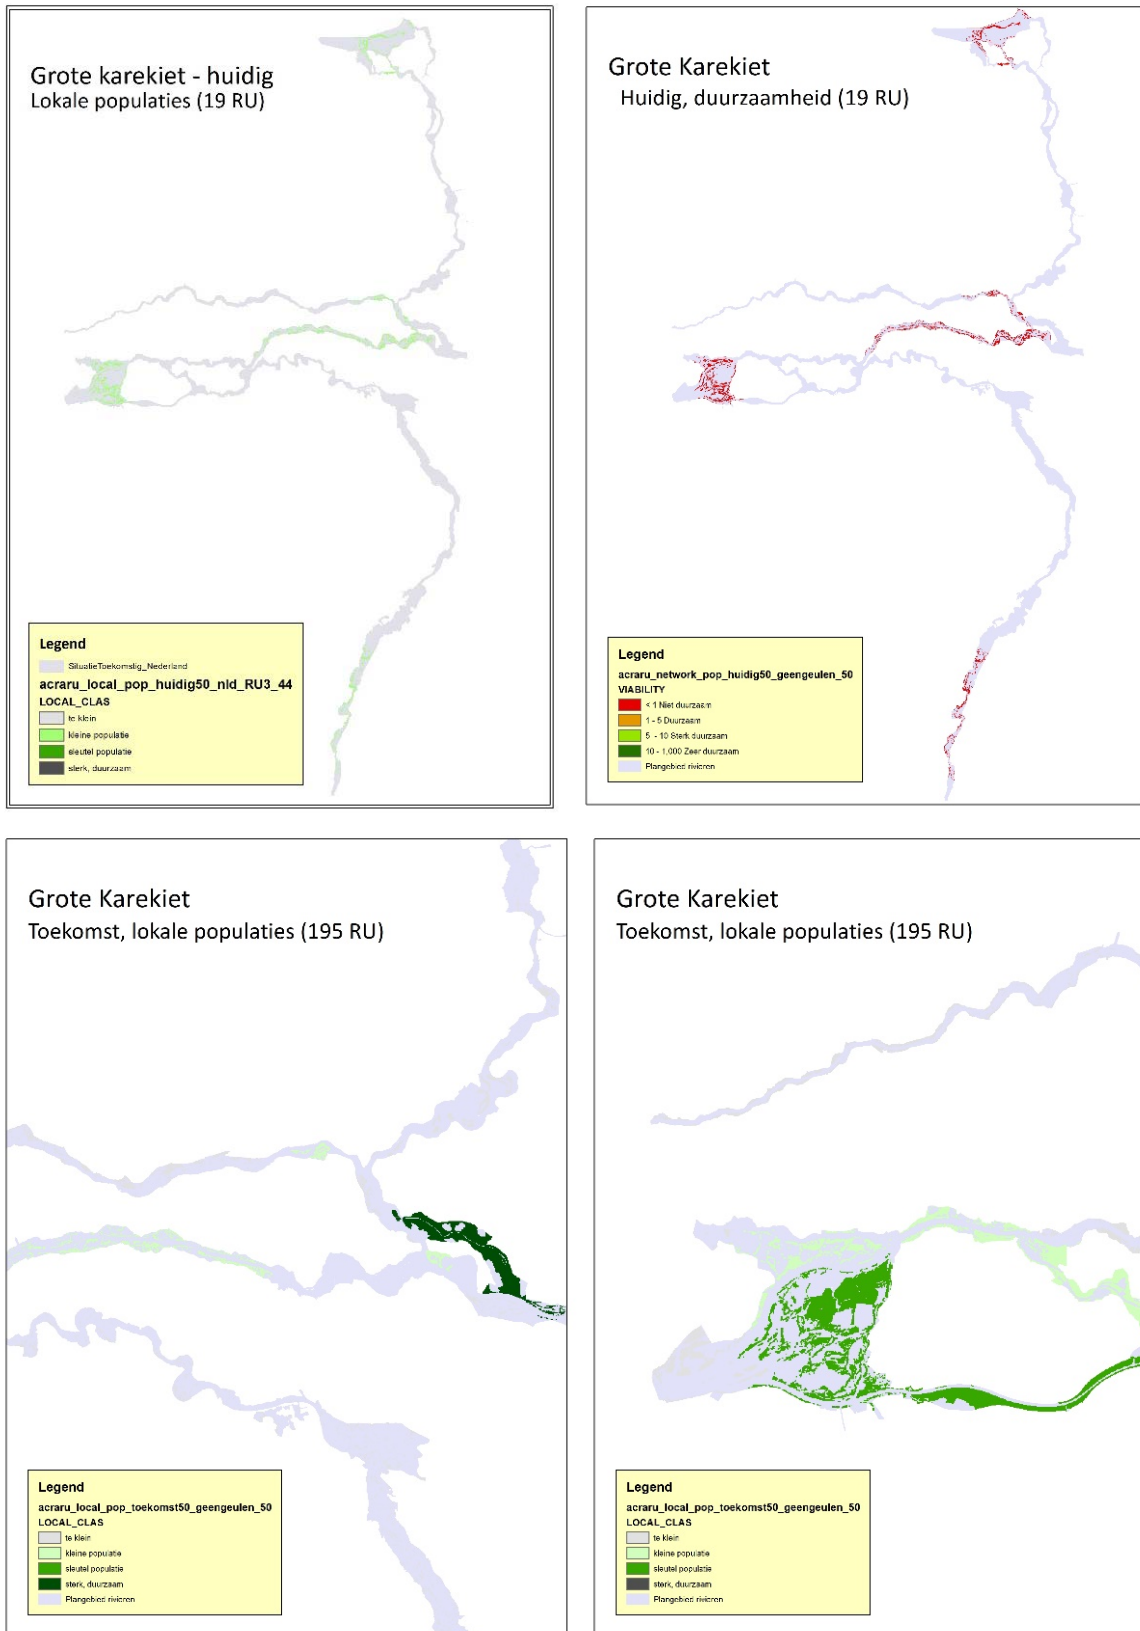 Grote karekiet - huidig
Lokale populaties (19 RU)
Legend
SituatieToekomstig_Nederland
acraru_local_pop_huidig50_nld_RU3_44
LOCAL_CLAS
te klein
kleine populatie
sleutel populatie
sterk, duurzaam
Grote Karekiet
Huidig, duurzaamheid (19 RU)
Legend
acraru_network_pop_huidig50_geengeulen_50
VIABILITY
< 1 Niet duurzaam
1 - 5 Duurzaam
5 - 10 Sterk duurzaam
10 - 1,000 Zeer duurzaam
Plangebied rivieren
Grote Karekiet
Toekomst, lokale populaties (195 RU)
Legend
acraru_local_pop_toekomst50_geengeulen_50
LOCAL_CLAS
te klein
kleine populatie
sleutel populatie
sterk, duurzaam
Plangebied rivieren
Grote Karekiet
Toekomst, lokale populaties (195 RU)
Legend
acraru_local_pop_toekomst50_geengeulen_50
LOCAL_CLAS
te klein
kleine populatie
sleutel populatie
sterk, duurzaam
Plangebied rivieren